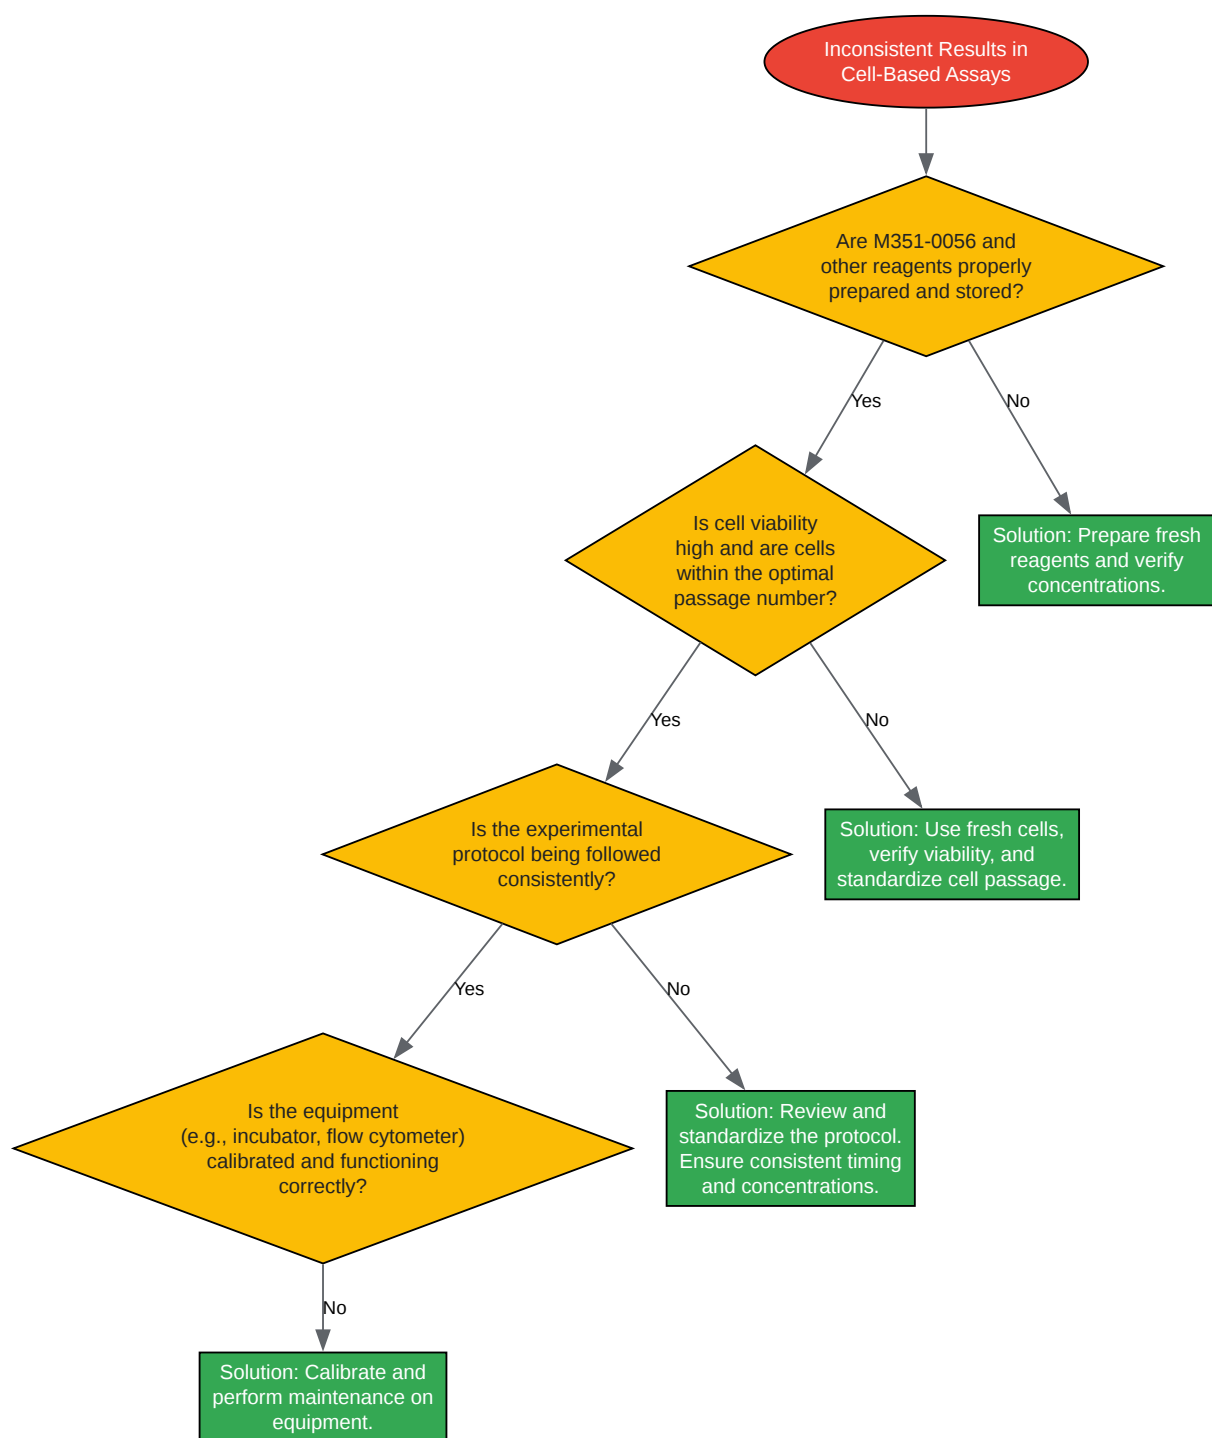 Inconsistent Results in
Cell-Based Assays
Are M351-0056 and
other reagents properly
prepared and stored?
Yes
No
Is cell viability
high and are cells
within the optimal
passage number?
Solution: Prepare fresh
reagents and verify
concentrations.
Yes
No
Is the experimental
protocol being followed
consistently?
Solution: Use fresh cells,
verify viability, and
standardize cell passage.
Yes
No
Is the equipment
(e.g., incubator, flow cytometer)
calibrated and functioning
correctly?
Solution: Review and
standardize the protocol.
Ensure consistent timing
and concentrations.
No
Solution: Calibrate and
perform maintenance on
equipment.